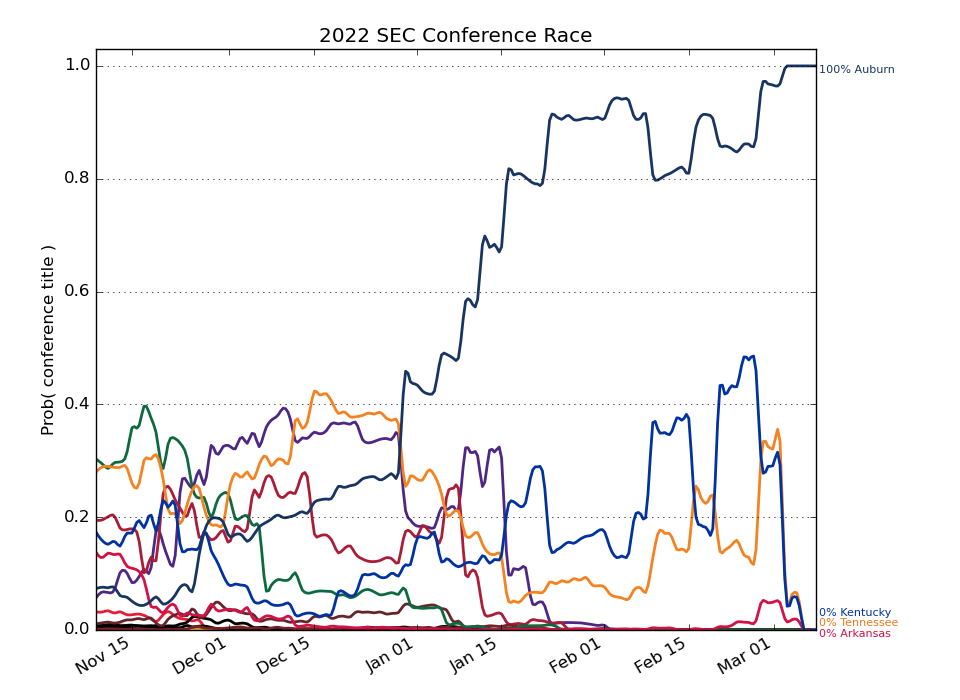 2022 SEC Conference Race
Prob( conference title )
1.0
0.8
0.6
0.4
0.2
0.0
Nov 15
Dec 01
Dec 15
Jan 01
Jan 15
Feb 01
Feb 15
Mar 01
100% Auburn
0% Kentucky
0% Tennessee
0% Arkansas